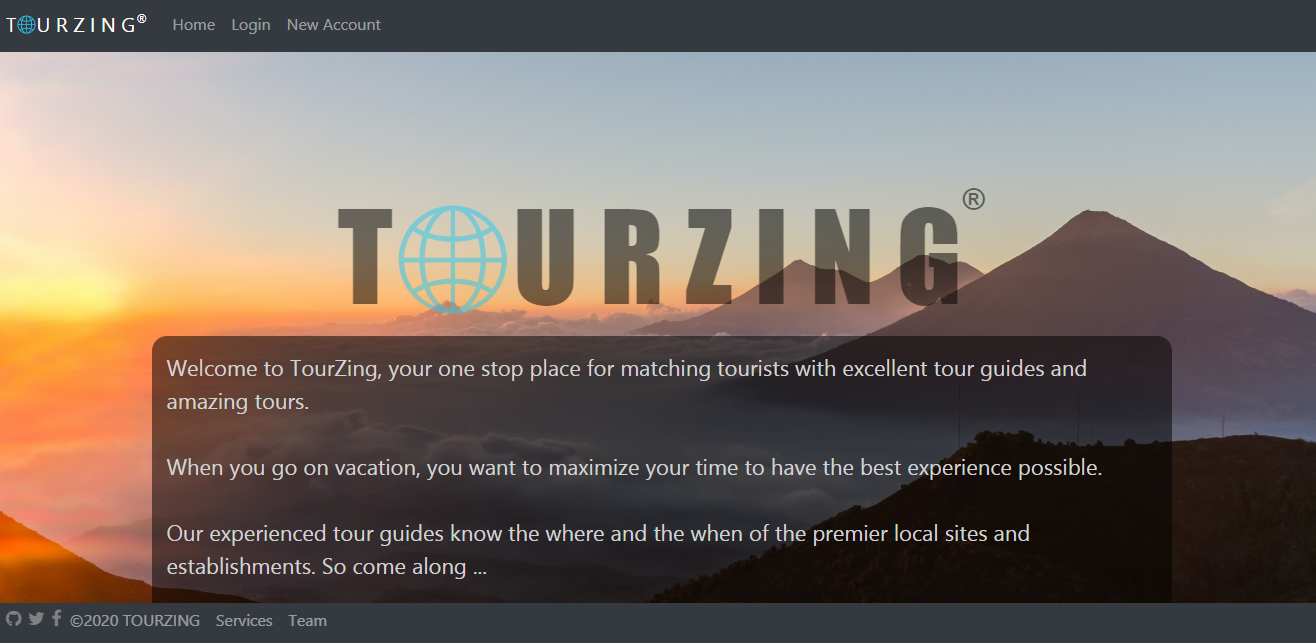 TOURZING® Home Login New Account
TOURZING®
Welcome to TourZing, your one stop place for matching tourists with excellent tour guides and
amazing tours.
When you go on vacation, you want to maximize your time to have the best experience possible.
Our experienced tour guides know the where and the when of the premier local sites and
establishments. So come along ...
©2020 TOURZING Services Team